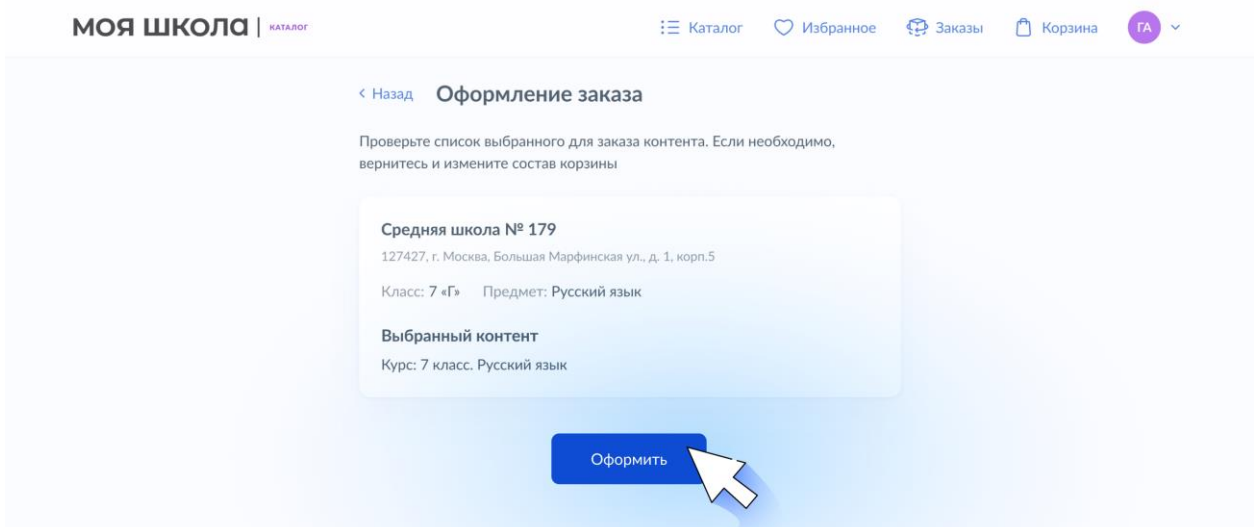 МОЯ ШКОЛА | КАТАЛОГ
Каталог Избранное Заказы Корзина ГА
Назад Оформление заказа
Проверьте список выбранного для заказа контента. Если необходимо,
вернитесь и измените состав корзины
Средняя школа № 179
127427, г. Москва, Большая Марфинская ул., д. 1, корп.5
Класс: 7 «Г» Предмет: Русский язык
Выбранный контент
Курс: 7 класс. Русский язык
Оформить